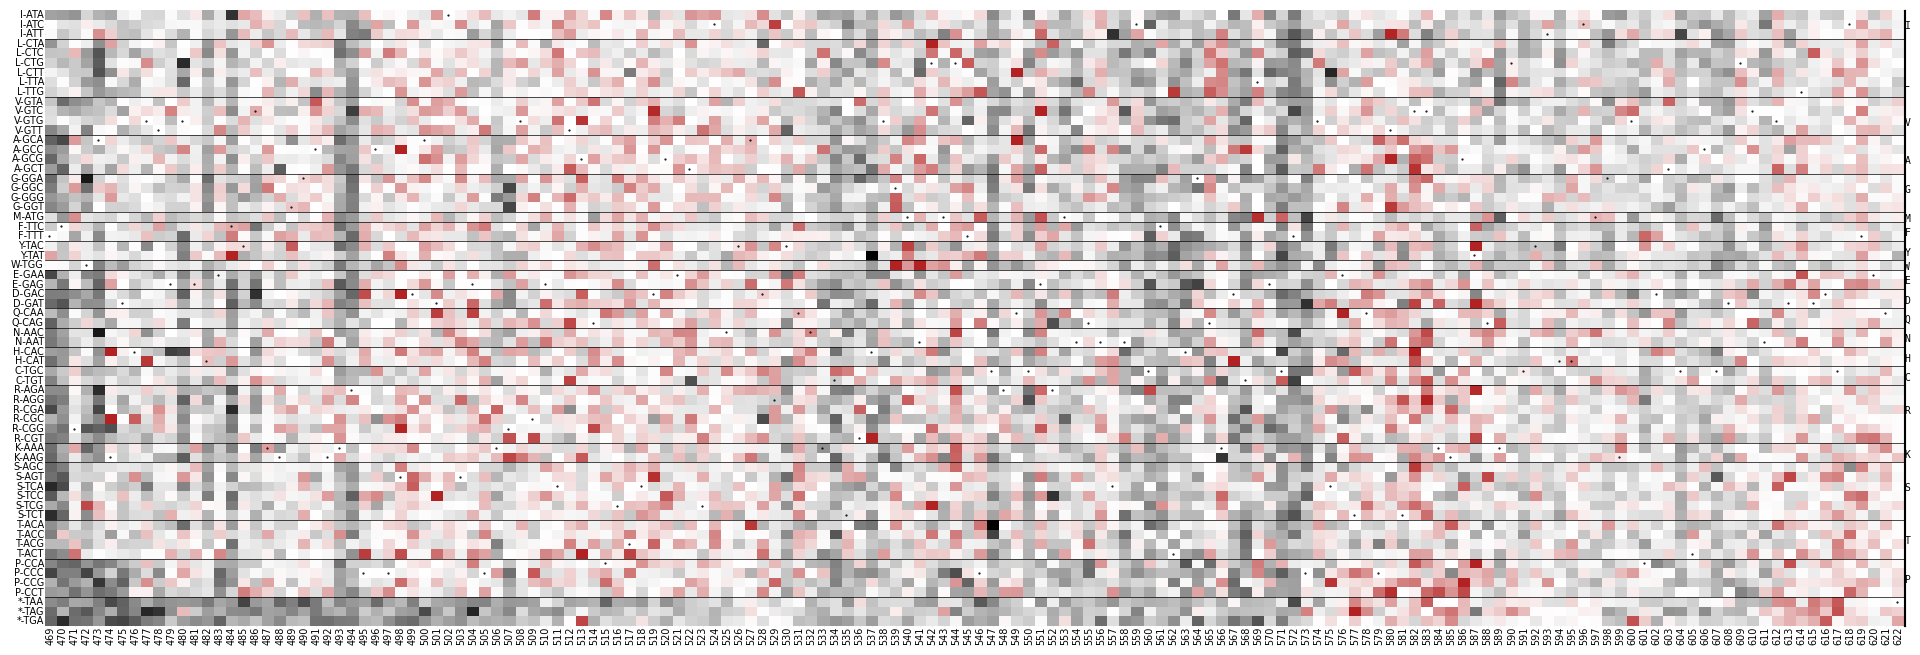 I-ATA
I-ATC
I-ATT
L-CTA
L-CTC
L-CTG
L-CTT
L-TTA
L-TTG
V-GTA
V-GTC
V-GTG
V-GTT
A-GCA
A-GCC
A-GCG
A-GCT
G-GGA
G-GGC
G-GGG
G-GGT
M-ATG
F-TTC
F-TTT
Y-TAC
Y-TAT
W-TGG
E-GAA
E-GAG
D-GAC
D-GAT
Q-CAA
Q-CAG
N-AAC
N-AAT
H-CAC
H-CAT
C-TGC
C-TGT
R-AGA
R-AGG
R-CGA
R-CGC
R-CGG
R-CGT
K-AAA
K-AAG
S-AGC
S-AGT
S-TCA
S-TCC
S-TCG
S-TCT
T-ACA
T-ACC
T-ACG
T-ACT
P-CCA
P-CCC
P-CCG
P-CCT
*-TAA
*-TAG
*-TGA
I
L
V
A
G
M
F
Y
W
E
D
Q
N
H
C
R
K
S
T
P
469 470 471 472 473 474 475 476 477 478 479 480 481 482 483 484 485 486 487 488 489 490 491 492 493 494 495 496 497 498 499 500 501 502 503 504 505 506 507 508 509 510 511 512 513 514 515 516 517 518 519 520 521 522 523 524 525 526 527 528 529 530 531 532 533 534 535 536 537 538 539 540 541 542 543 544 545 546 547 548 549 550 551 552 553 554 555 556 557 558 559 560 561 562 563 564 565 566 567 568 569 570 571 572 573 574 575 576 577 578 579 580 581 582 583 584 585 586 587 588 589 590 591 592 593 594 595 596 597 598 599 600 601 602 603 604 605 606 607 608 609 610 611 612 613 614 615 616 617 618 619 620 621 622